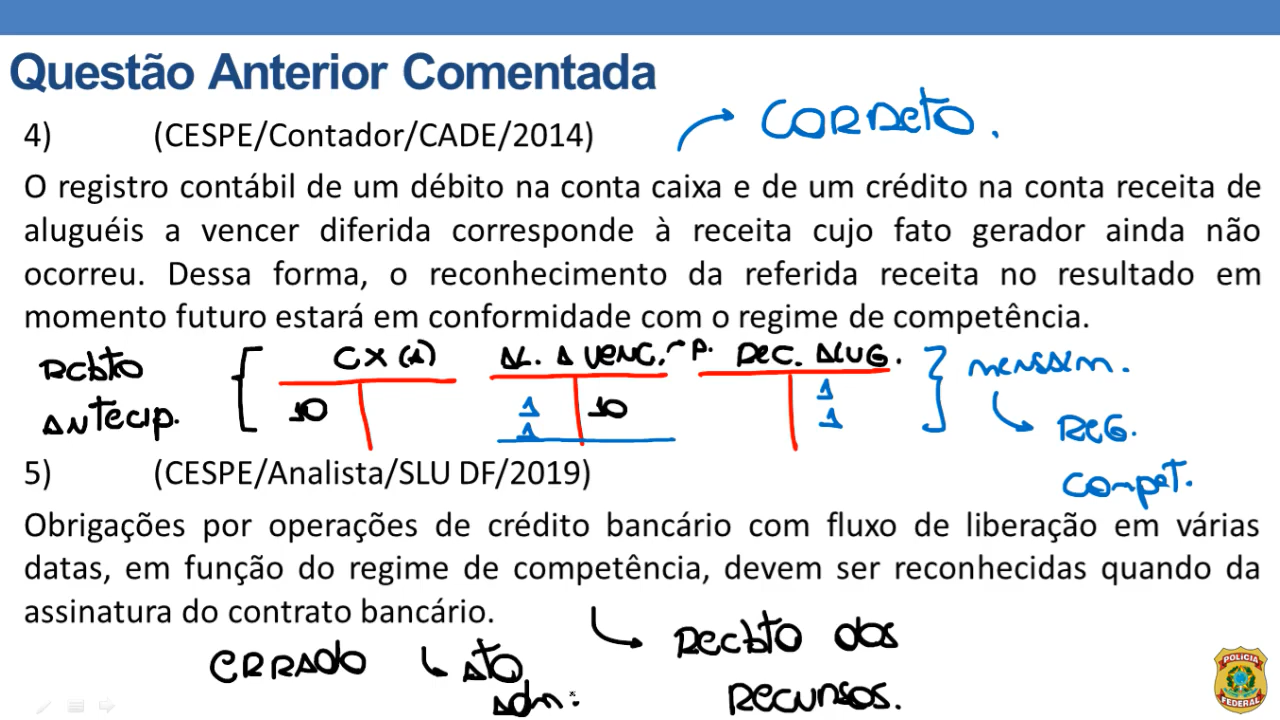 Questão Anterior Comentada
CORRETO.
4) (CESPE/Contador/CADE/2014)
O registro contábil de um débito na conta caixa e de um crédito na conta receita de
aluguéis a vencer diferida corresponde à receita cujo fato gerador ainda não
ocorreu. Dessa forma, o reconhecimento da referida receita no resultado em
momento futuro estará em conformidade com o regime de competência.
RCBTO CX (A) AL. A VENC. P. REC. ALUG. MENSAL
ANTECIP. 10 1 10 1
1 1 REG.
COMPET.
5) (CESPE/Analista/SLU DF/2019)
Obrigações por operações de crédito bancário com fluxo de liberação em várias
datas, em função do regime de competência, devem ser reconhecidas quando da
assinatura do contrato bancário.
ERRADO ATO RECBTO DOS
ADM. RECURSOS.
POLÍCIA
FEDERAL